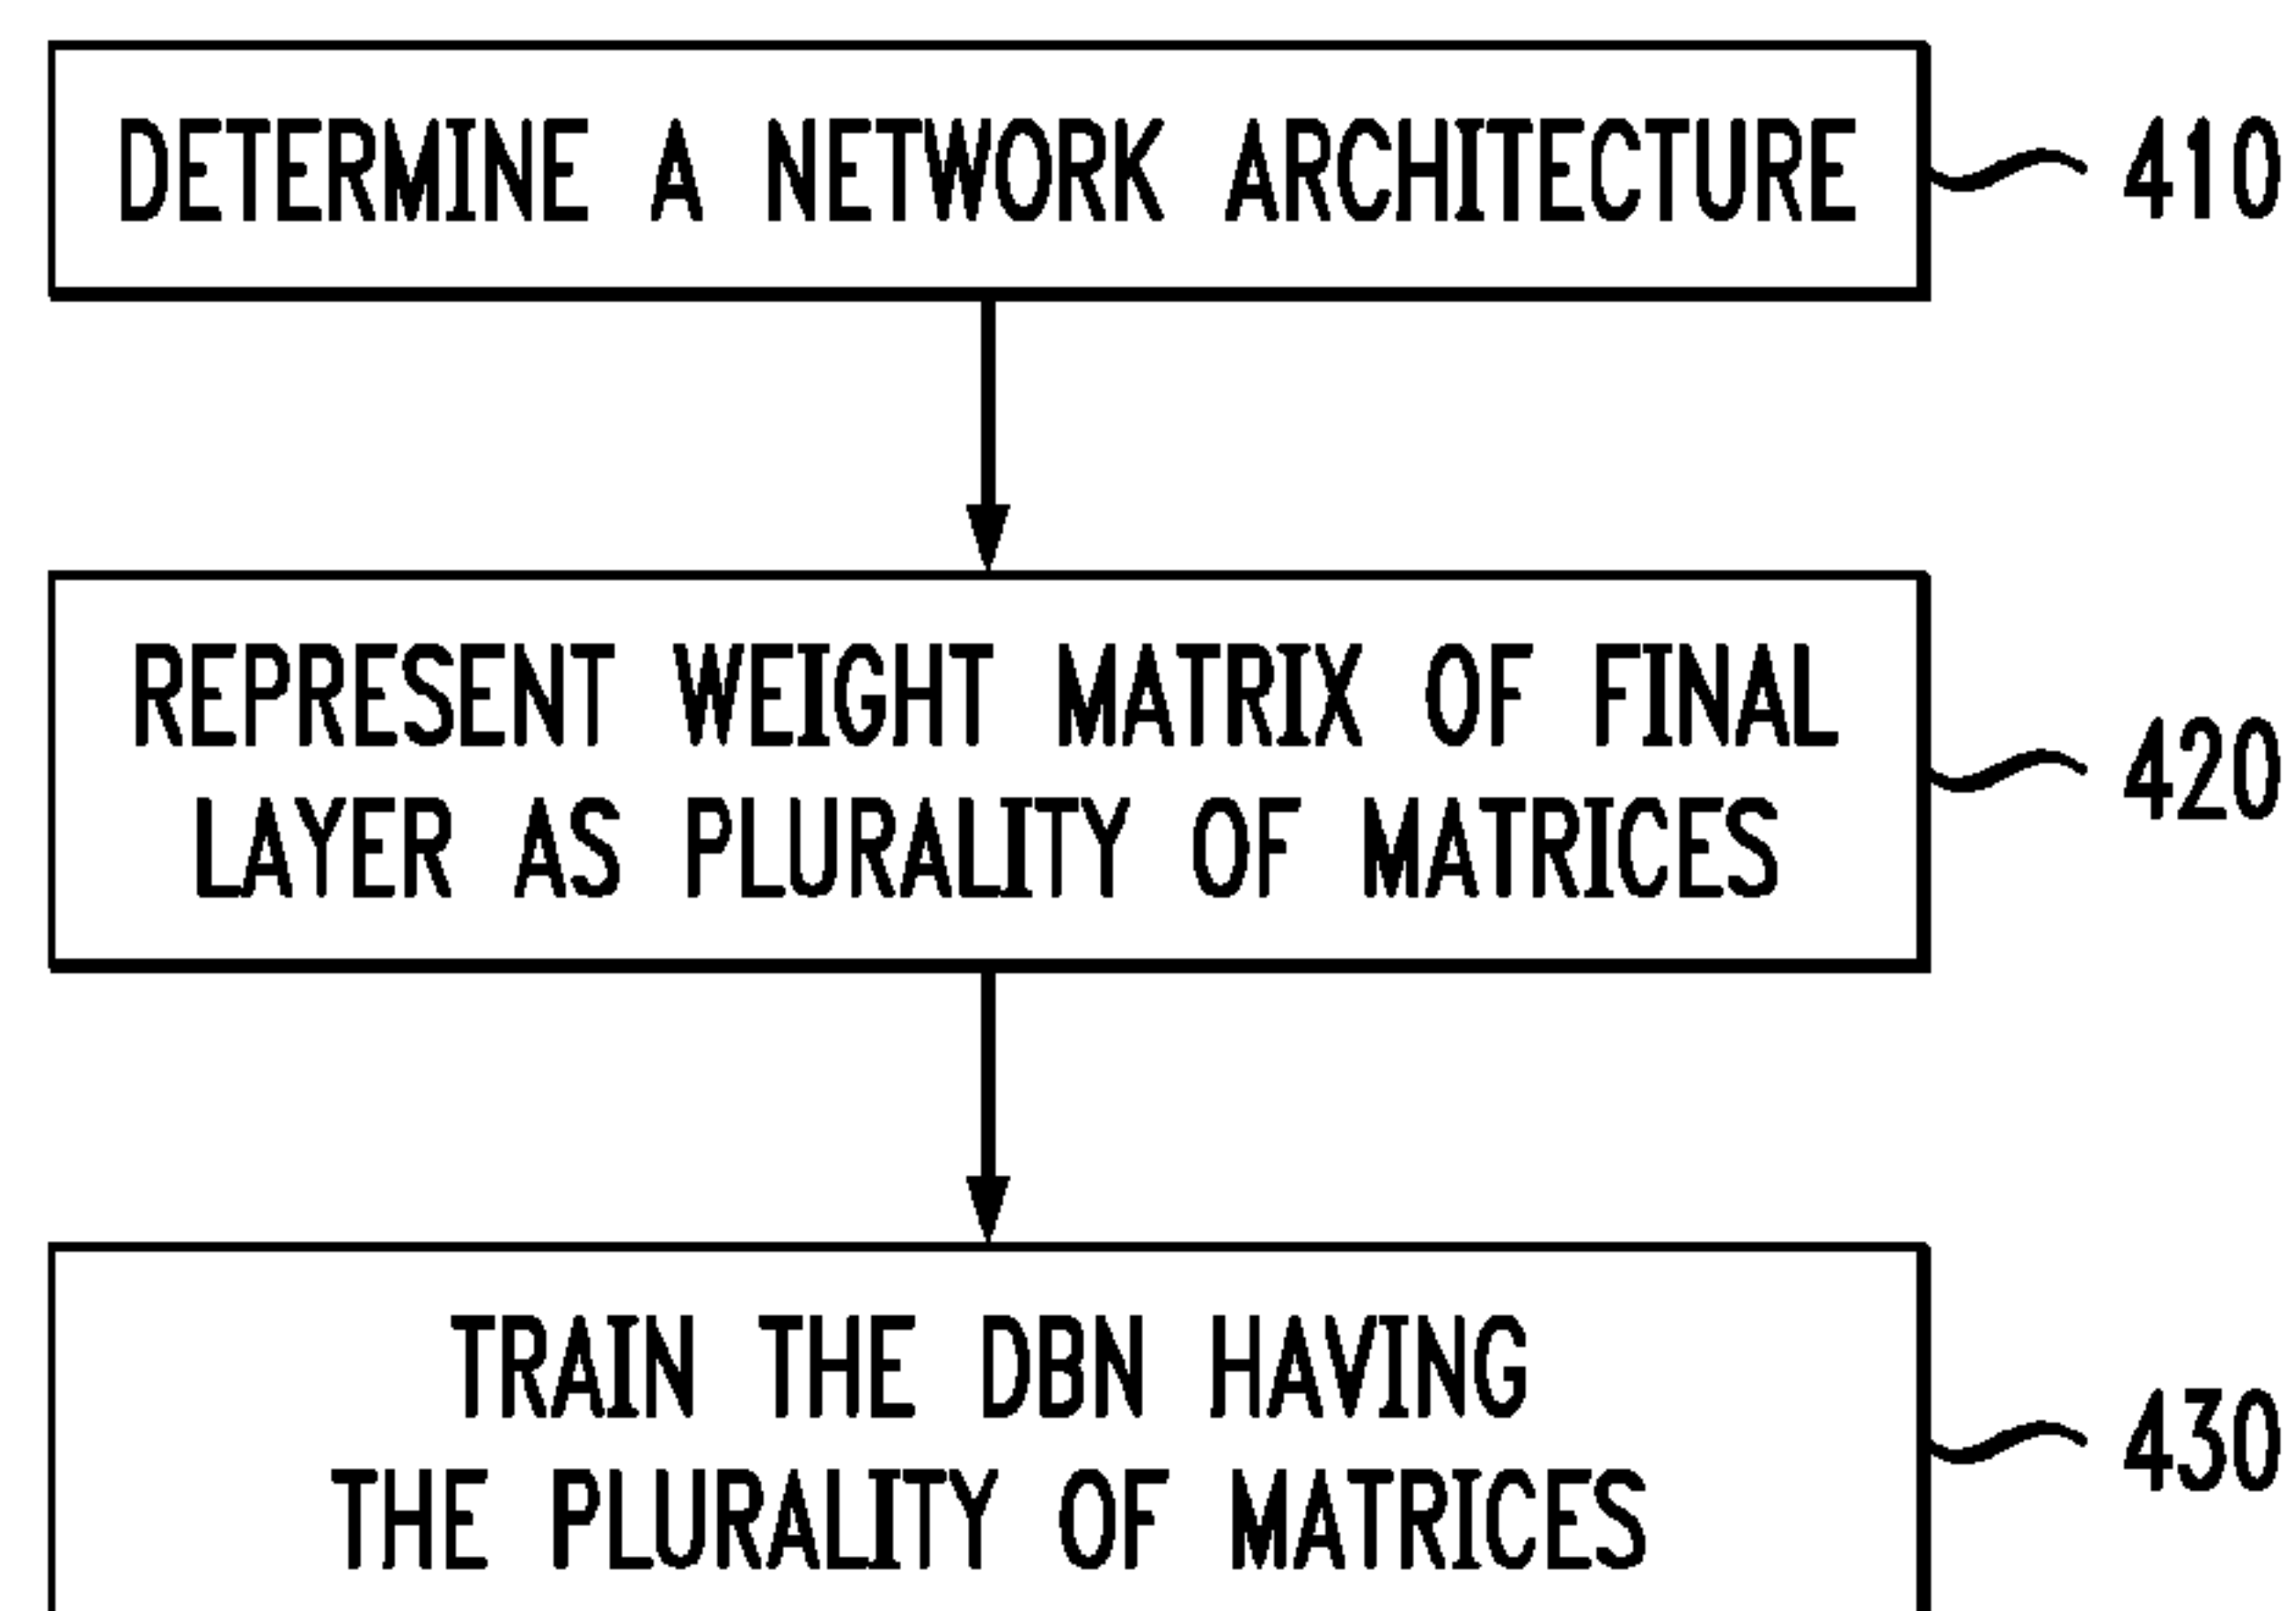 DETERMINE A NETWORK ARCHITECTURE
410
REPRESENT WEIGHT MATRIX OF FINAL
LAYER AS PLURALITY OF MATRICES
420
TRAIN THE DBN HAVING
THE PLURALITY OF MATRICES
430